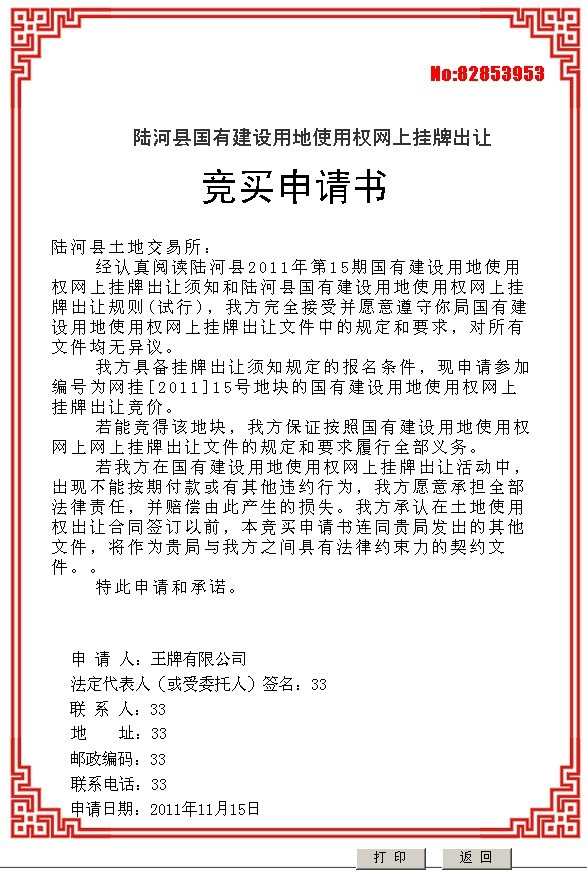 No:82853953
陆河县国有建设用地使用权网上挂牌出让
竞买申请书
陆河县土地交易所：
经认真阅读陆河县2011年第15期国有建设用地使用
权网上挂牌出让须知和陆河县国有建设用地使用权网上挂
牌出让规则(试行)，我方完全接受并愿意遵守你局国有建
设用地使用权网上挂牌出让文件中的规定和要求，对所有
文件均无异议。
我方具备挂牌出让须知规定的报名条件，现申请参加
编号为网挂[2011]15号地块的国有建设用地使用权网上
挂牌出让竞价。
若能竞得该地块，我方保证按照国有建设用地使用权
网上网上挂牌出让文件的规定和要求履行全部义务。
若我方在国有建设用地使用权网上挂牌出让活动中，
出现不能按期付款或有其他违约行为，我方愿意承担全部
法律责任，并赔偿由此产生的损失。我方承认在土地使用
权出让合同签订以前，本竞买申请书连同贵局发出的其他
文件，将作为贵局与我方之间具有法律约束力的契约文
件。。
特此申请和承诺。
申 请 人：王牌有限公司
法定代表人（或受委托人）签名：33
联 系 人：33
地　　址：33
邮政编码：33
联系电话：33
申请日期：2011年11月15日
打 印 返 回